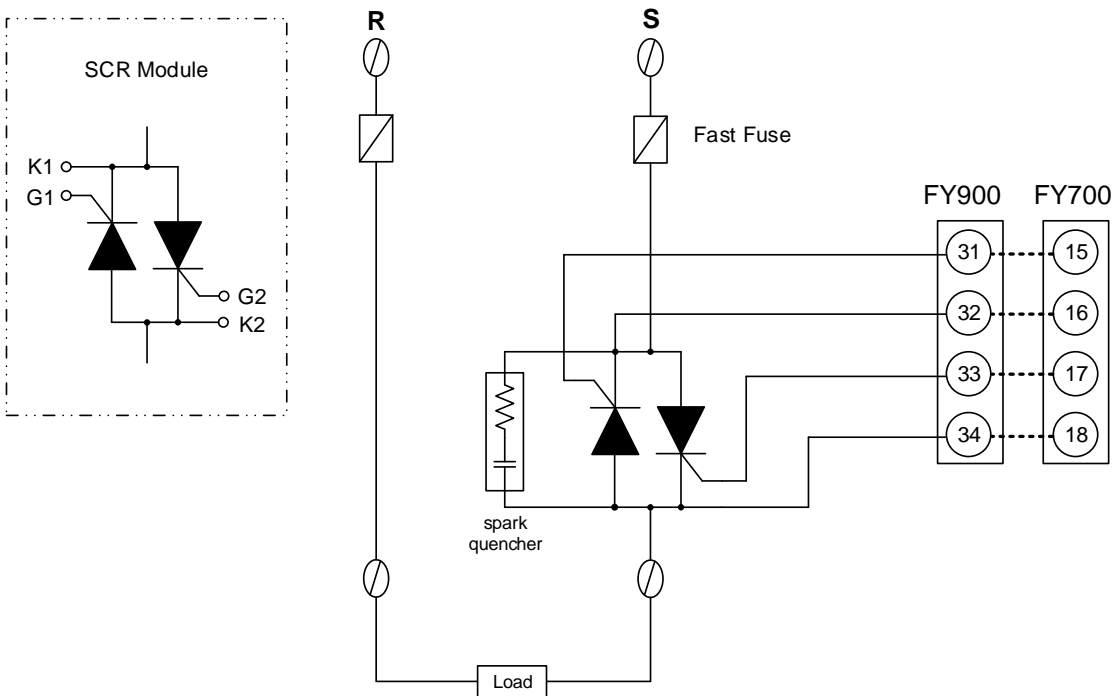 R
S
SCR Module
Fast Fuse
K1
G1
G2
K2
FY900 FY700
31 15
32 16
33 17
34 18
spark
quencher
Load